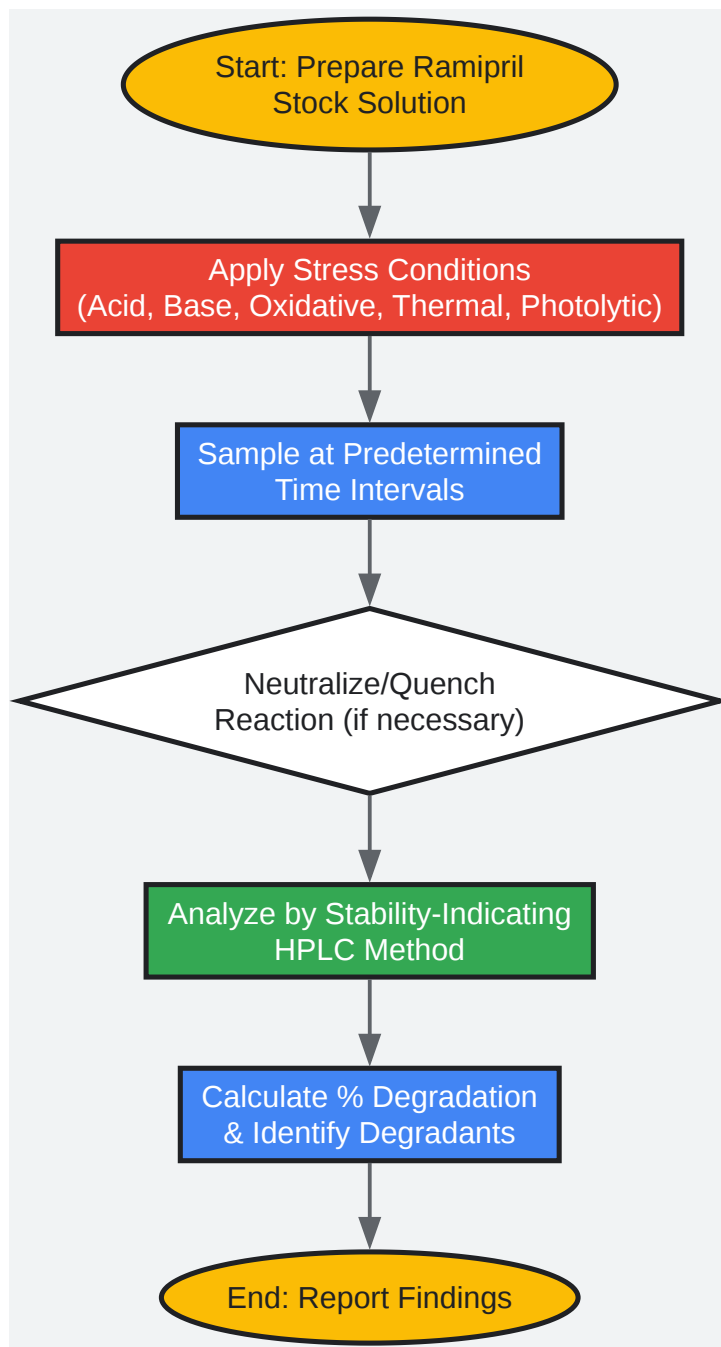 Start: Prepare Ramipril
Stock Solution
Apply Stress Conditions
(Acid, Base, Oxidative, Thermal, Photolytic)
Sample at Predetermined
Time Intervals
Neutralize/Quench
Reaction (if necessary)
Analyze by Stability-Indicating
HPLC Method
Calculate % Degradation
& Identify Degradants
End: Report Findings